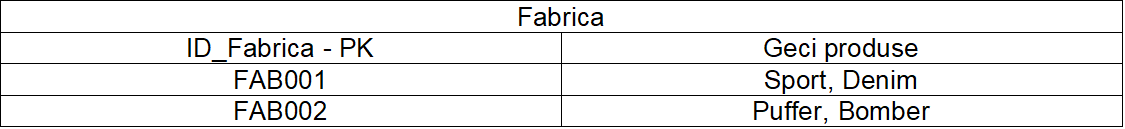 Fabrica
ID_Fabrica - PK Geci produse
FAB001 Sport, Denim
FAB002 Puffer, Bomber